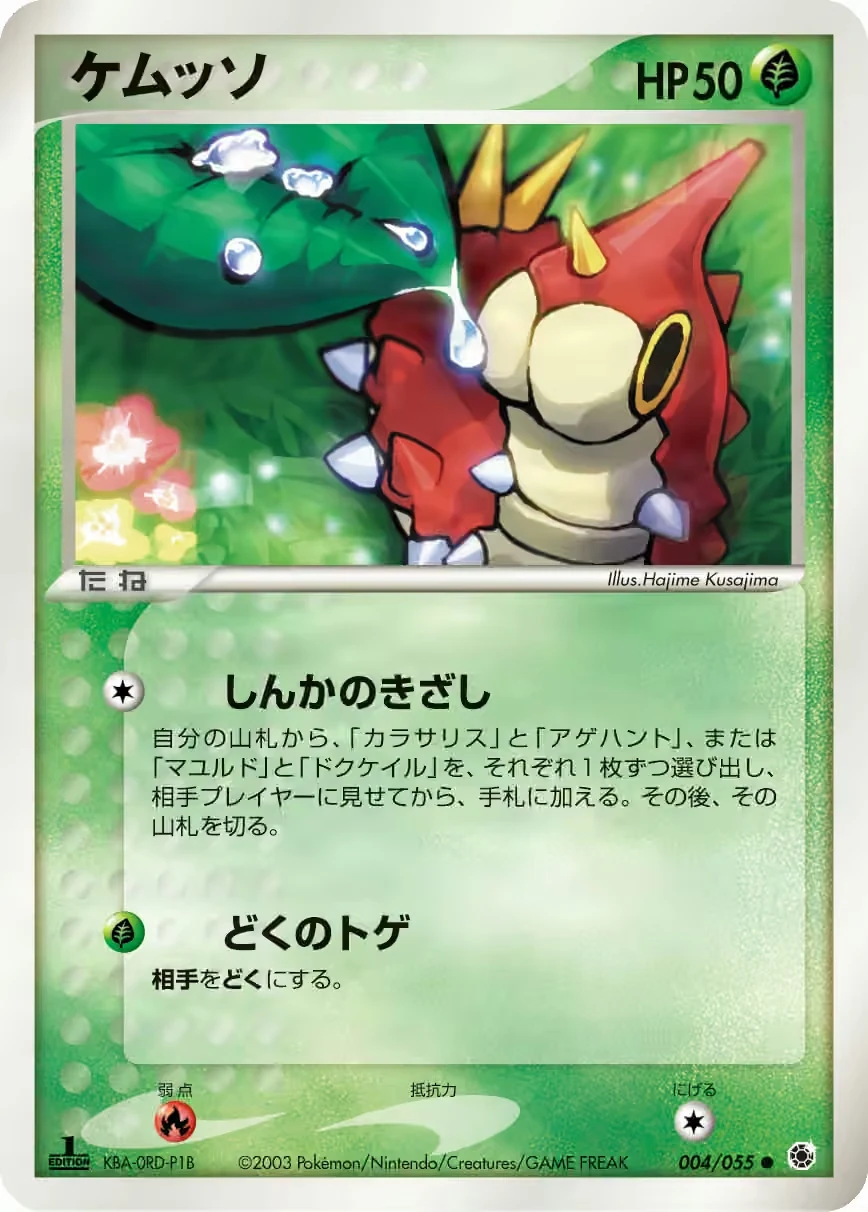 ケムッソ HP50
たね Illus.Hajime Kusajima
しんかのきざし
自分の山札から、「カラサリス」と「アゲハント」、または
「マユルド」と「ドクケイル」を、それぞれ1枚ずつ選び出し、
相手プレイヤーに見せてから、手札に加える。その後、その
山札を切る。
どくのトゲ
相手をどくにする。
弱点 抵抗力 にげる
1 EDITION KBA-0RD-P1B ©2003 Pokémon/Nintendo/Creatures/GAME FREAK 004/055